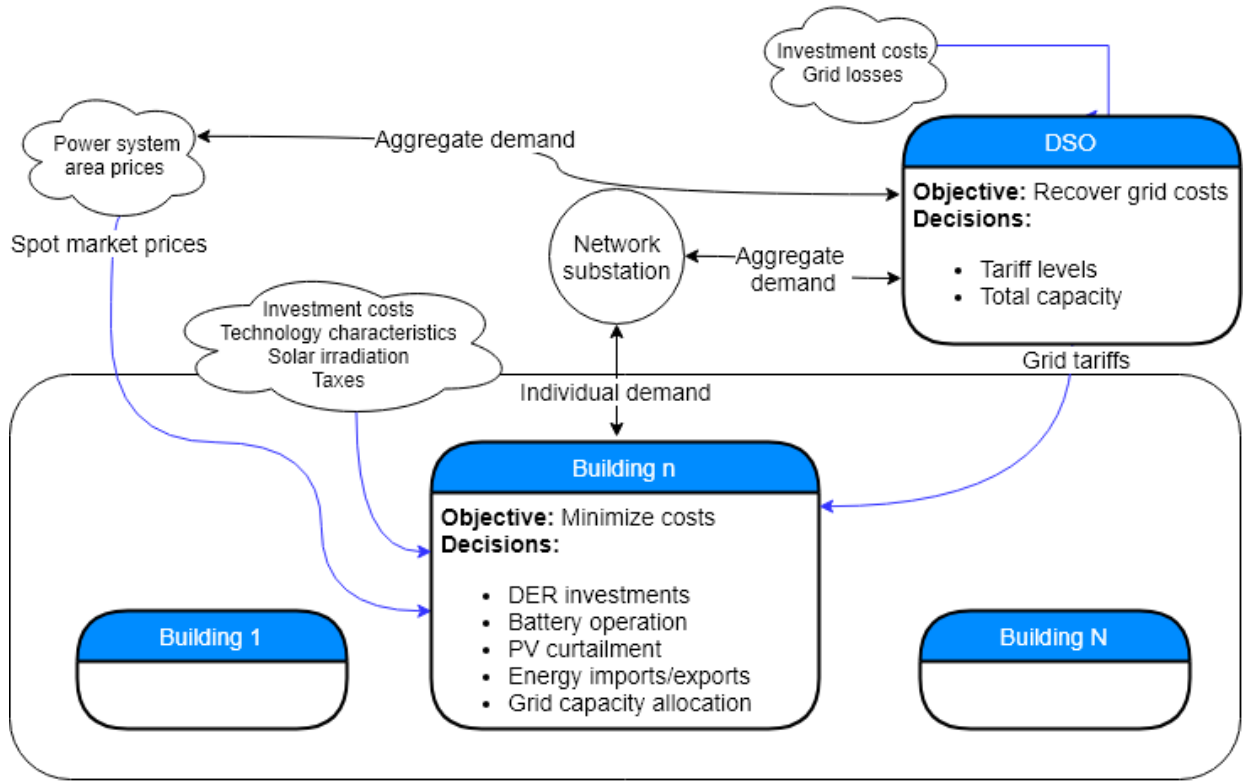 Investment costs
Grid losses
Power system
area prices
Aggregate demand
DSO
Objective: Recover grid costs
Decisions:
• Tariff levels
• Total capacity
Spot market prices
Network
substation
Aggregate
demand
Investment costs
Technology characteristics
Solar irradiation
Taxes
Grid tariffs
Individual demand
Building n
Objective: Minimize costs
Decisions:
• DER investments
• Battery operation
• PV curtailment
• Energy imports/exports
• Grid capacity allocation
Building 1
Building N